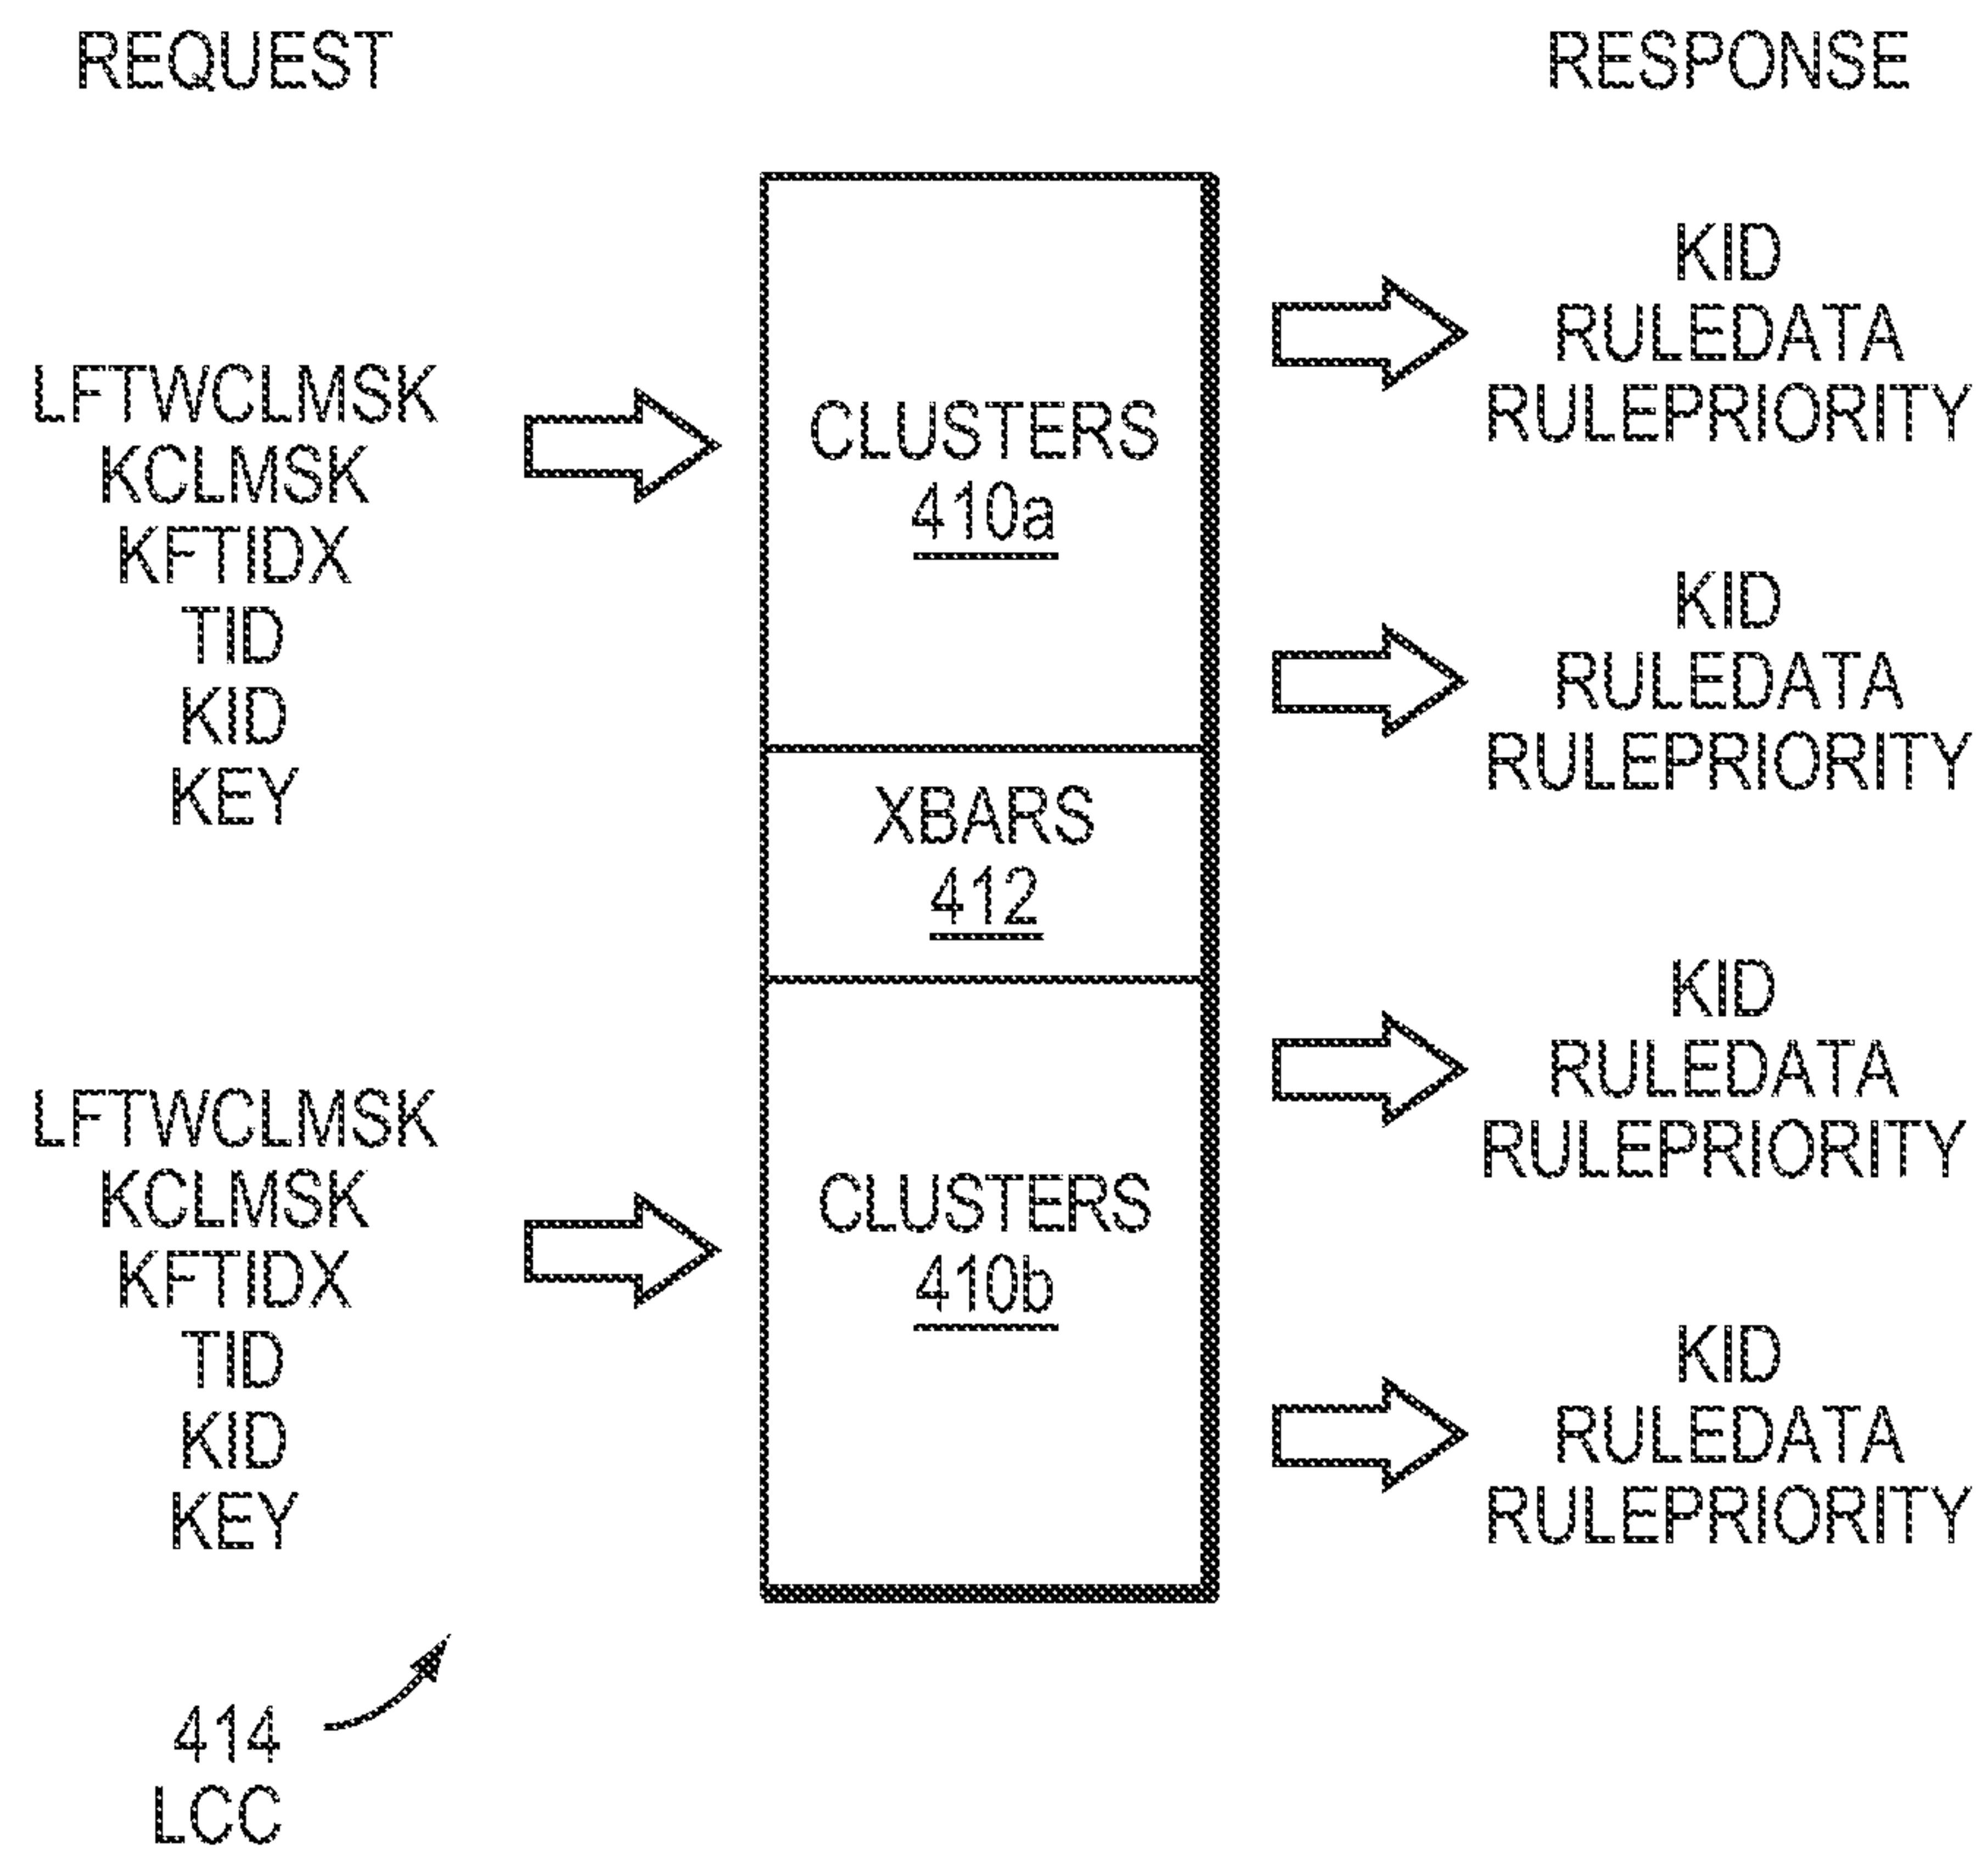 REQUEST
RESPONSE
LFTWCLMSK
KCLMSK
KFTIDX
TID
KID
KEY
CLUSTERS
410a
KID
RULEDATA
RULEPRIORITY
KID
RULEDATA
RULEPRIORITY
XBARS
412
LFTWCLMSK
KCLMSK
KFTIDX
TID
KID
KEY
CLUSTERS
410b
KID
RULEDATA
RULEPRIORITY
KID
RULEDATA
RULEPRIORITY
414
LCC